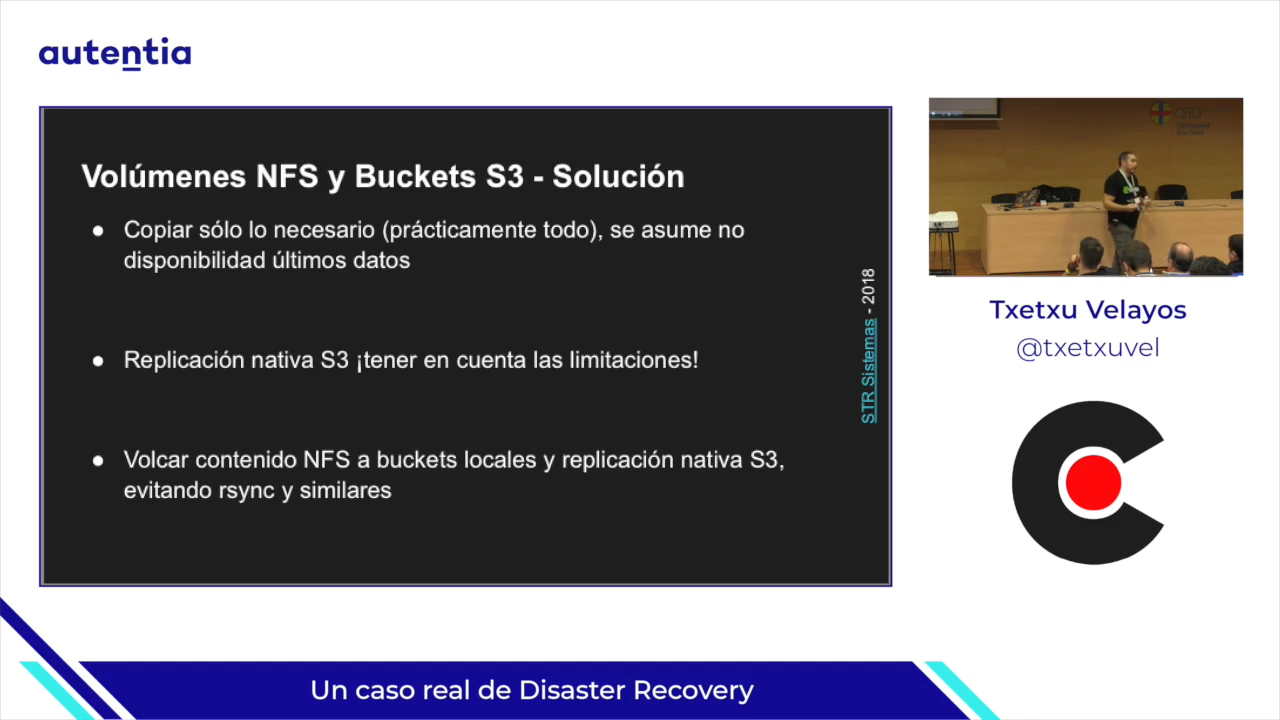 autentia
Volúmenes NFS y Buckets S3 - Solución
● Copiar sólo lo necesario (prácticamente todo), se asume no
disponibilidad últimos datos
● Replicación nativa S3 ¡tener en cuenta las limitaciones!
● Volcar contenido NFS a buckets locales y replicación nativa S3,
evitando rsync y similares
STR Sistemas - 2018
Txetxu Velayos
@txetxuvel
Un caso real de Disaster Recovery